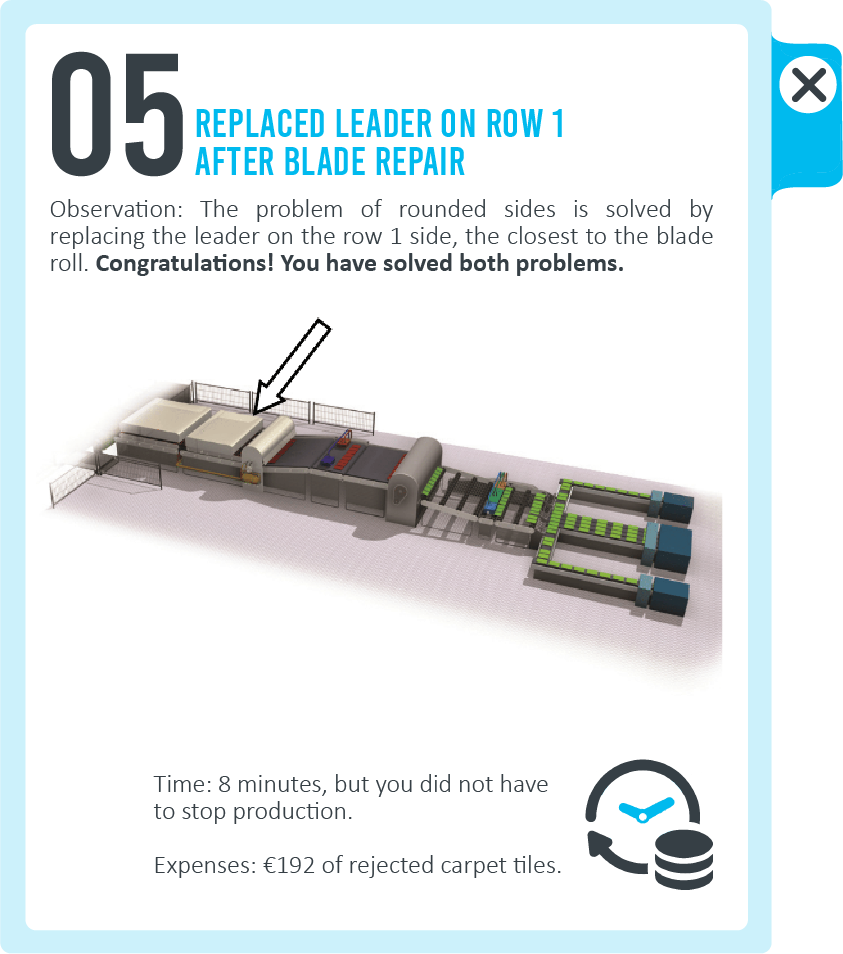 05
REPLACED LEADER ON ROW 1
AFTER BLADE REPAIR
Observation: The problem of rounded sides is solved by
replacing the leader on the row 1 side, the closest to the blade
roll. Congratulations! You have solved both problems.
Time: 8 minutes, but you did not have
to stop production.
Expenses: €192 of rejected carpet tiles.